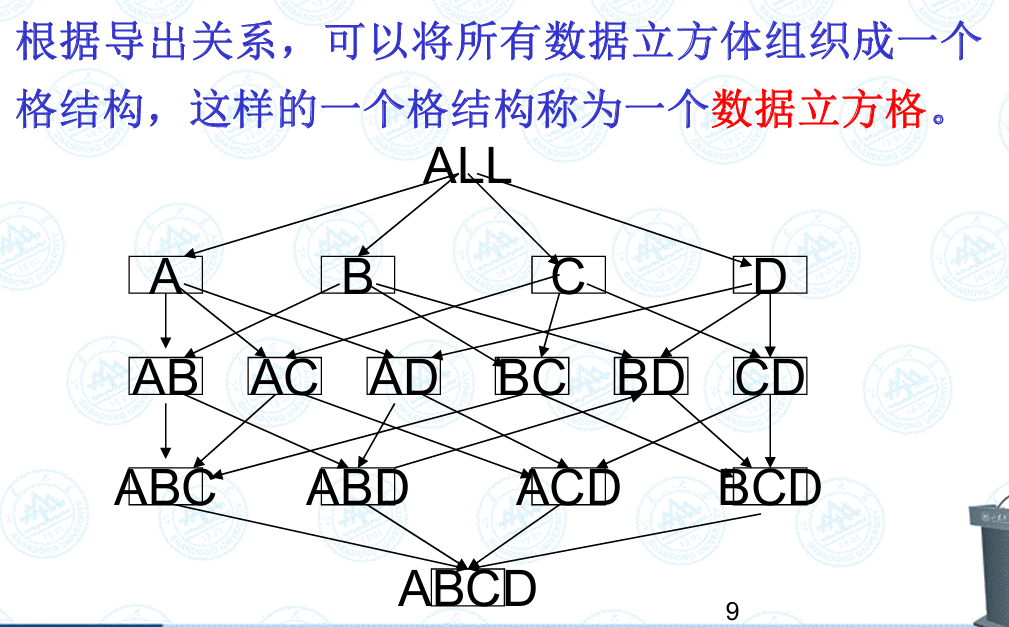 根据导出关系，可以将所有数据立方体组织成一个
格结构，这样的一个格结构称为一个数据立方格。
ALL
A B C D
AB AC AD BC BD CD
ABC ABD ACD BCD
ABCD
9